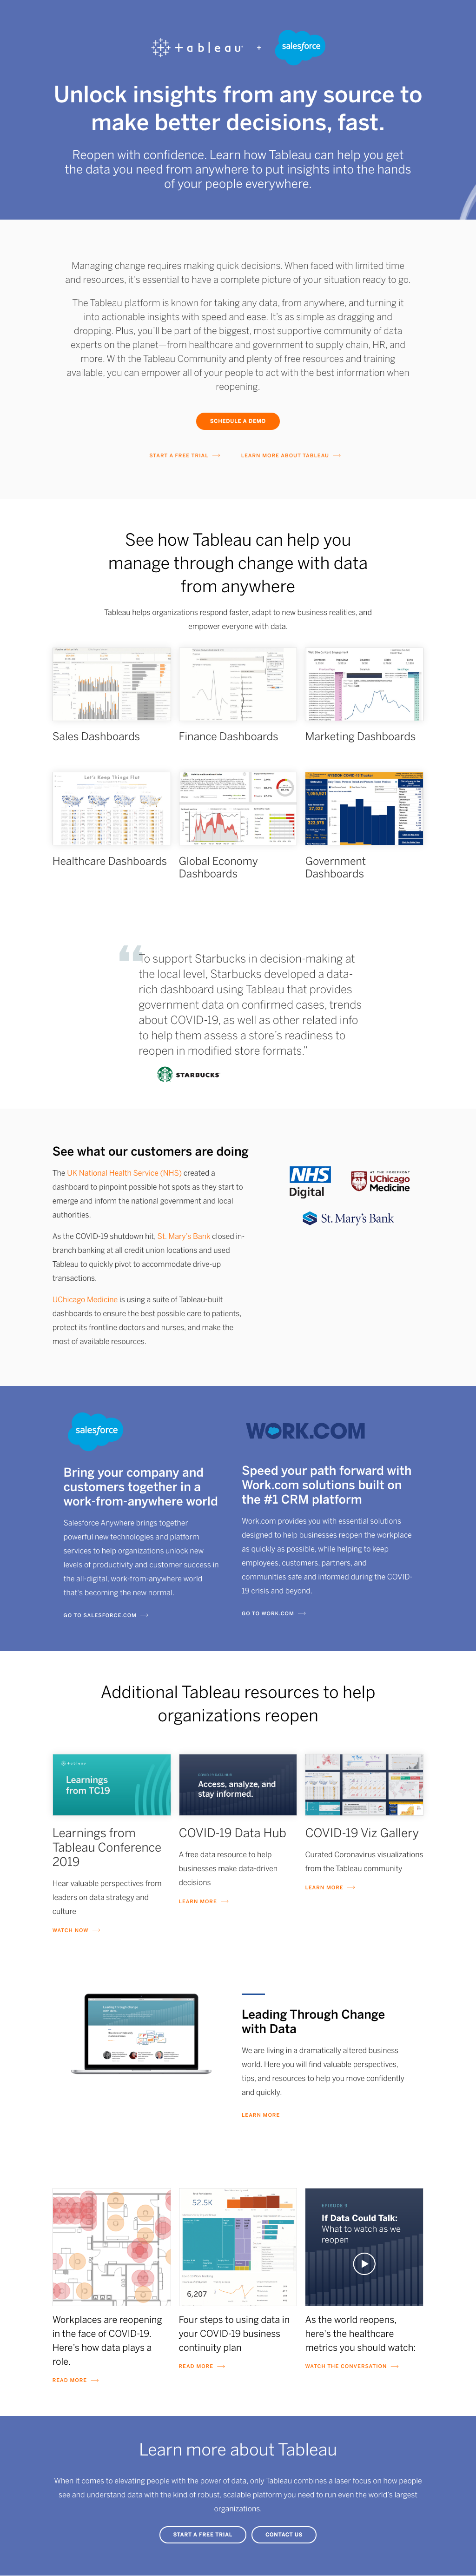 +ableau + salesforce
Unlock insights from any source to
make better decisions, fast.
Reopen with confidence. Learn how Tableau can help you get
the data you need from anywhere to put insights into the hands
of your people everywhere.
Managing change requires making quick decisions. When faced with limited time
and resources, it's essential to have a complete picture of your situation ready to go.
The Tableau platform is known for taking any data, from anywhere, and turning it
into actionable insights with speed and ease. It's as simple as dragging and
dropping. Plus, you'll be part of the biggest, most supportive community of data
experts on the planet—from healthcare and government to supply chain, HR, and
more. With the Tableau Community and plenty of free resources and training
available, you can empower all of your people to act with the best information when
reopening.
SCHEDULE A DEMO
START A FREE TRIAL
LEARN MORE ABOUT TABLEAU
See how Tableau can help you
manage through change with data
from anywhere
Tableau helps organizations respond faster, adapt to new business realities, and
empower everyone with data.
Sales Dashboards
Finance Dashboards
Marketing Dashboards
Let's Keep Things Flat
Healthcare Dashboards
Global Economy
Dashboards
Government
Dashboards
“To support Starbucks in decision-making at
the local level, Starbucks developed a data-
rich dashboard using Tableau that provides
government data on confirmed cases, trends
about COVID-19, as well as other related info
to help them assess a store's readiness to
reopen in modified store formats.”
STARBUCKS
See what our customers are doing
The UK National Health Service (NHS) created a
dashboard to pinpoint possible hot spots as they start to
emerge and inform the national government and local
authorities.
As the COVID-19 shutdown hit, St. Mary's Bank closed in-
branch banking at all credit union locations and used
Tableau to quickly pivot to accommodate drive-up
transactions.
UChicago Medicine is using a suite of Tableau-built
dashboards to ensure the best possible care to patients,
protect its frontline doctors and nurses, and make the
most of available resources.
NHS
Digital
AT THE FOREFRONT
UChicago
Medicine
St. Mary's Bank
salesforce
Bring your company and
customers together in a
work-from-anywhere world
Salesforce Anywhere brings together
powerful new technologies and platform
services to help organizations unlock new
levels of productivity and customer success in
the all-digital, work-from-anywhere world
that's becoming the new normal.
GO TO SALESFORCE.COM
WORK.COM
Speed your path forward with
Work.com solutions built on
the #1 CRM platform
Work.com provides you with essential solutions
designed to help businesses reopen the workplace
as quickly as possible, while helping to keep
employees, customers, partners, and
communities safe and informed during the COVID-
19 crisis and beyond.
GO TO WORK.COM
Additional Tableau resources to help
organizations reopen
Learnings
from TC19
Learnings from
Tableau Conference
2019
Hear valuable perspectives from
leaders on data strategy and
culture
WATCH NOW
Access, analyze, and
stay informed.
COVID-19 Data Hub
A free data resource to help
businesses make data-driven
decisions
LEARN MORE
COVID-19 Viz Gallery
Curated Coronavirus visualizations
from the Tableau community
LEARN MORE
Leading Through Change
with Data
We are living in a dramatically altered business
world. Here you will find valuable perspectives,
tips, and resources to help you move confidently
and quickly.
LEARN MORE
Workplaces are reopening
in the face of COVID-19.
Here's how data plays a
role.
READ MORE
52.5K
6,207
Four steps to using data in
your COVID-19 business
continuity plan
READ MORE
If Data Could Talk:
What to watch as we
reopen
As the world reopens,
here's the healthcare
metrics you should watch:
WATCH THE CONVERSATION
Learn more about Tableau
When it comes to elevating people with the power of data, only Tableau combines a laser focus on how people
see and understand data with the kind of robust, scalable platform you need to run even the world's largest
organizations.
START A FREE TRIAL
CONTACT US